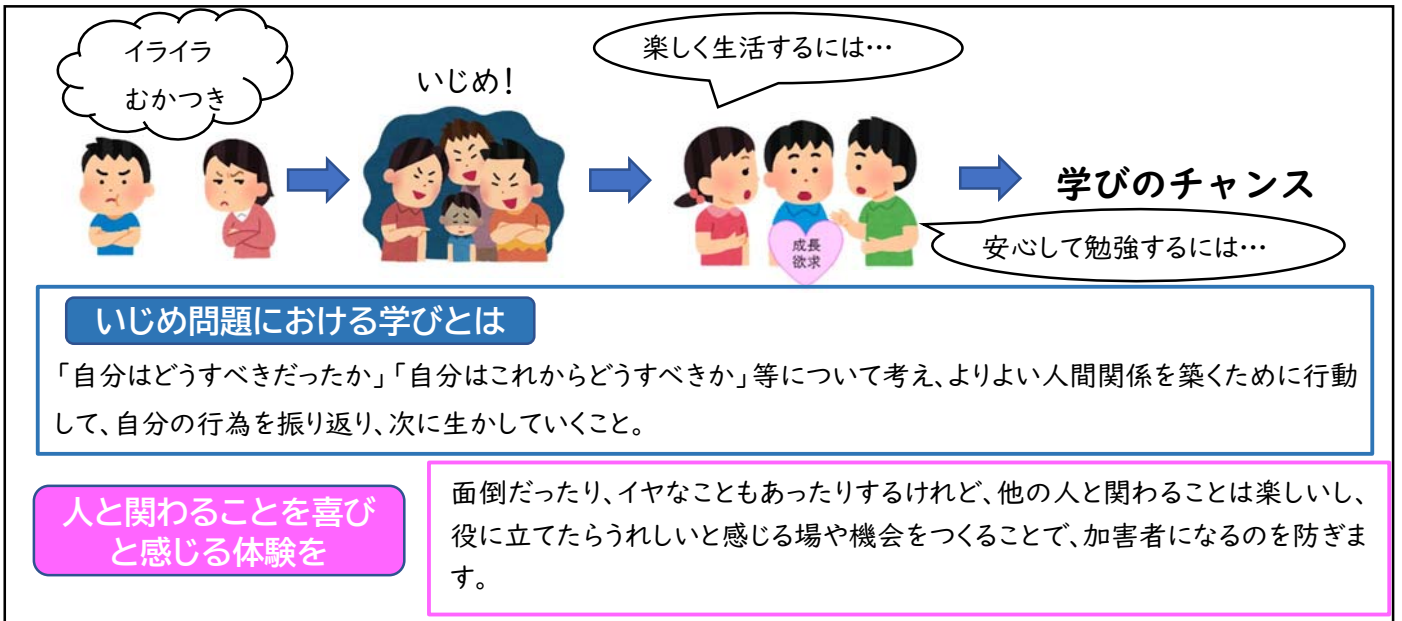 イライラ
むかつき
いじめ!
楽しく生活するには…
成長
欲求
学びのチャンス
安心して勉強するには…
いじめ問題における学びとは
「自分はどうすべきだったか」「自分はこれからどうすべきか」等について考え、よりよい人間関係を築くために行動
して、自分の行為を振り返り、次に生かしていくこと。
人と関わることを喜び
と感じる体験を
面倒だったり、イヤなこともあったりするけれど、他の人と関わることは楽しいし、
役に立てたらうれしいと感じる場や機会をつくることで、加害者になるのを防ぎま
す。